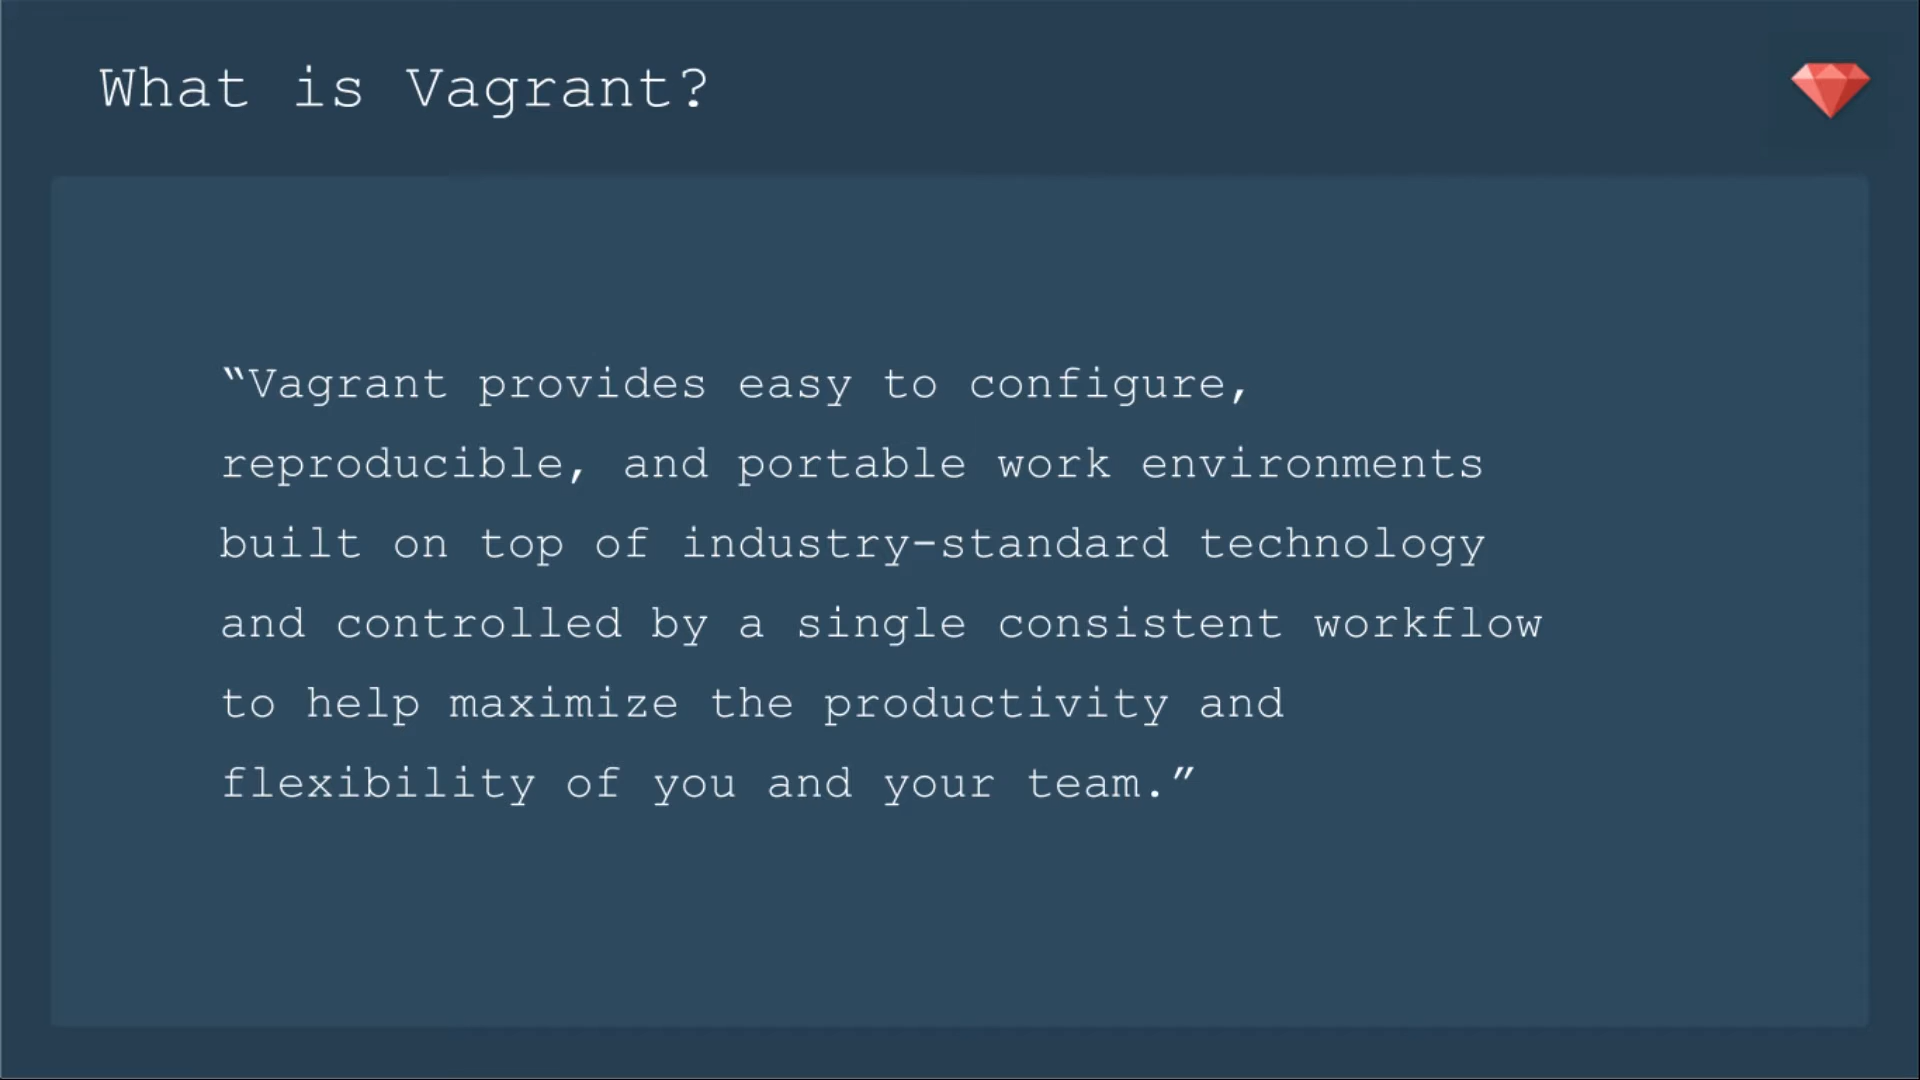 What is Vagrant?
“Vagrant provides easy to configure,
reproducible, and portable work environments
built on top of industry-standard technology
and controlled by a single consistent workflow
to help maximize the productivity and
flexibility of you and your team.”